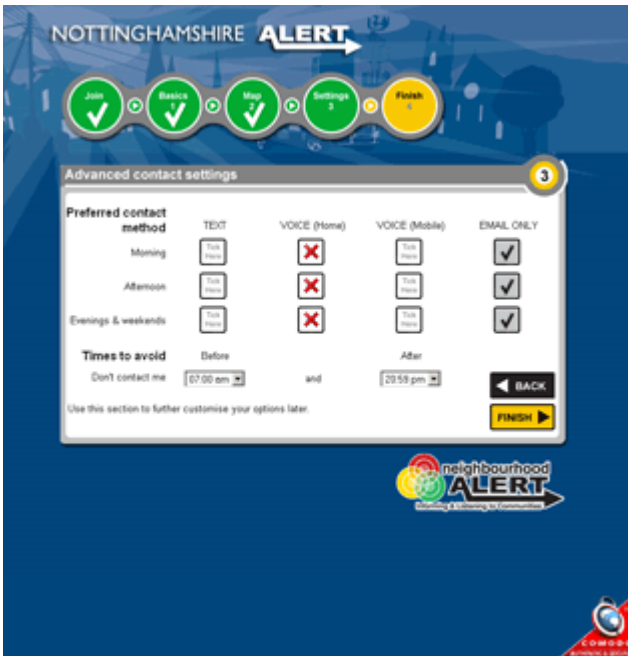 NOTTINGHAMSHIRE ALERT
Join
Basics
1
Map
2
Settings
3
Finish
4
Advanced contact settings
3
Preferred contact method
TEXT VOICE (Home) VOICE (Mobile) EMAIL ONLY
Morning Tick Here Tick Here
Afternoon Tick Here Tick Here
Evenings & weekends Tick Here Tick Here
Times to avoid Before After
Don't contact me 07:00 am and 20:59 pm
BACK
Use this section to further customise your options later.
FINISH
neighbourhood
ALERT
Informing & Listening to Communities
COMODO